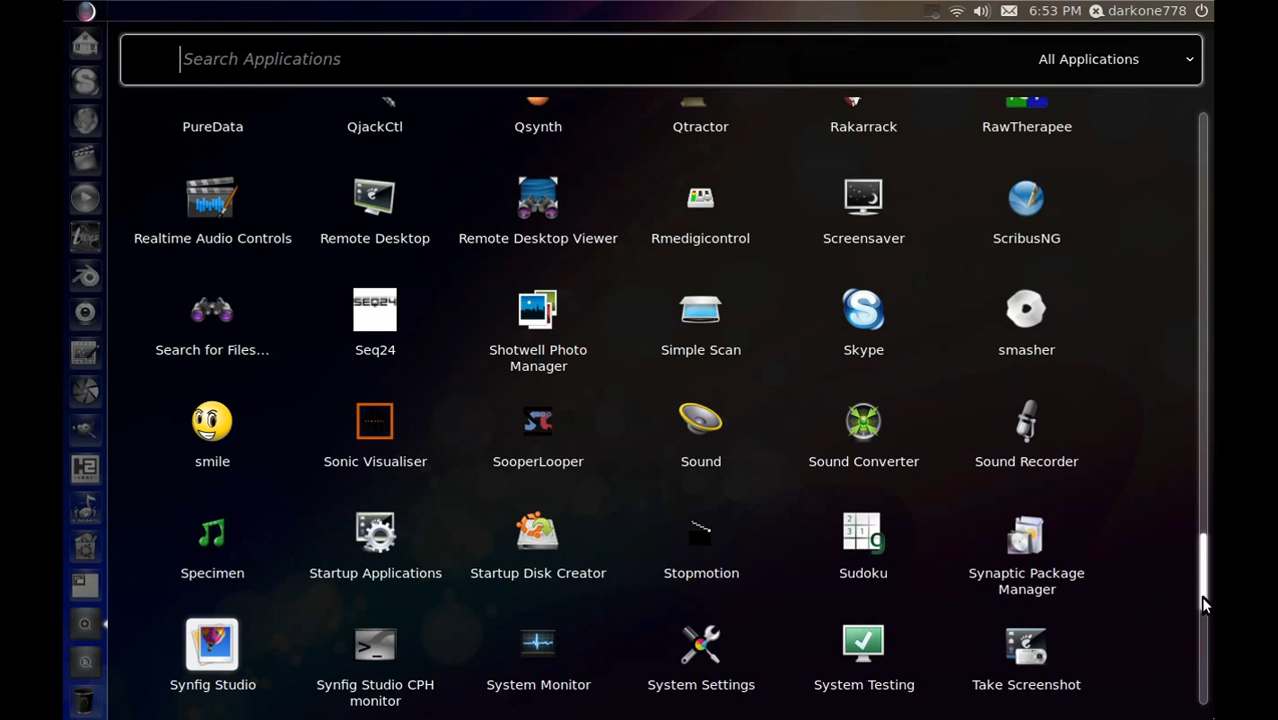 6:53 PM darkone778
Search Applications All Applications
PureData QjackCtl Qsynth Qtractor Rakarrack RawTherapee
Realtime Audio Controls Remote Desktop Remote Desktop Viewer Rmedigicontrol Screensaver ScribusNG
SEQ24
Search for Files... Seq24 Shotwell Photo Simple Scan Skype smasher
Manager
smile Sonic Visualiser SooperLooper Sound Sound Converter Sound Recorder
Specimen Startup Applications Startup Disk Creator Stopmotion Sudoku Synaptic Package
Manager
Synfig Studio Synfig Studio CPH System Monitor System Settings System Testing Take Screenshot
monitor